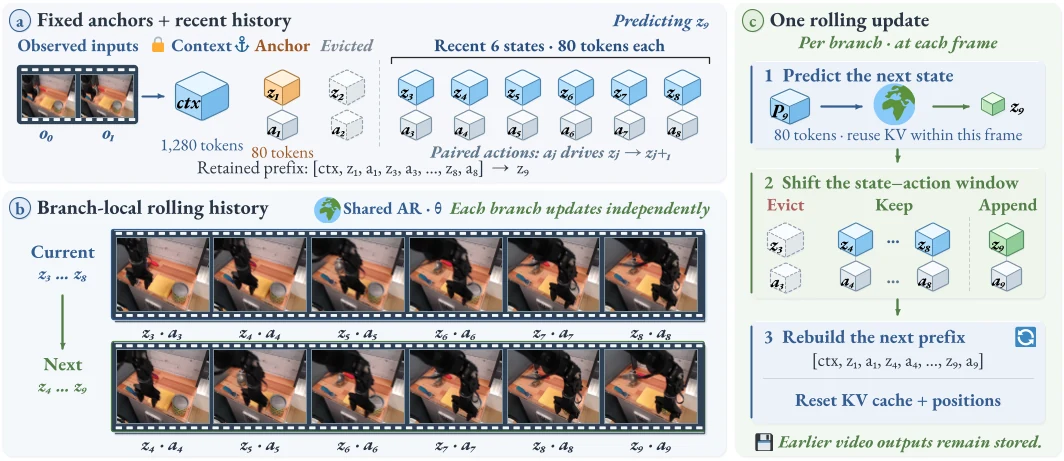 a Fixed anchors + recent history Predicting z₉
Observed inputs 🔒 Context ⚓ Anchor Evicted Recent 6 states · 80 tokens each
ctx z₁ z₂ z₃ z₄ z₅ z₆ z₇ z₈
a₁ a₂ a₃ a₄ a₅ a₆ a₇ a₈
o₀ o₁
1,280 tokens 80 tokens Paired actions: aⱼ drives zⱼ → zⱼ₊₁
Retained prefix: [ctx, z₁, a₁, z₃, a₃, ..., z₈, a₈] → z₉
b Branch-local rolling history Shared AR · θ Each branch updates independently
Current
z₃ ... z₈
z₃ · a₃ z₄ · a₄ z₅ · a₅ z₆ · a₆ z₇ · a₇ z₈ · a₈
Next
z₄ ... z₉
z₄ · a₄ z₅ · a₅ z₆ · a₆ z₇ · a₇ z₈ · a₈ z₉ · a₉
c One rolling update
Per branch · at each frame
1 Predict the next state
P₉ z₉
80 tokens · reuse KV within this frame
2 Shift the state–action window
Evict Keep Append
z₃ z₄ ... z₈ z₉
a₃ a₄ ... a₈ a₉
3 Rebuild the next prefix
[ctx, z₁, a₁, z₄, a₄, ..., z₉, a₉]
Reset KV cache + positions
Earlier video outputs remain stored.